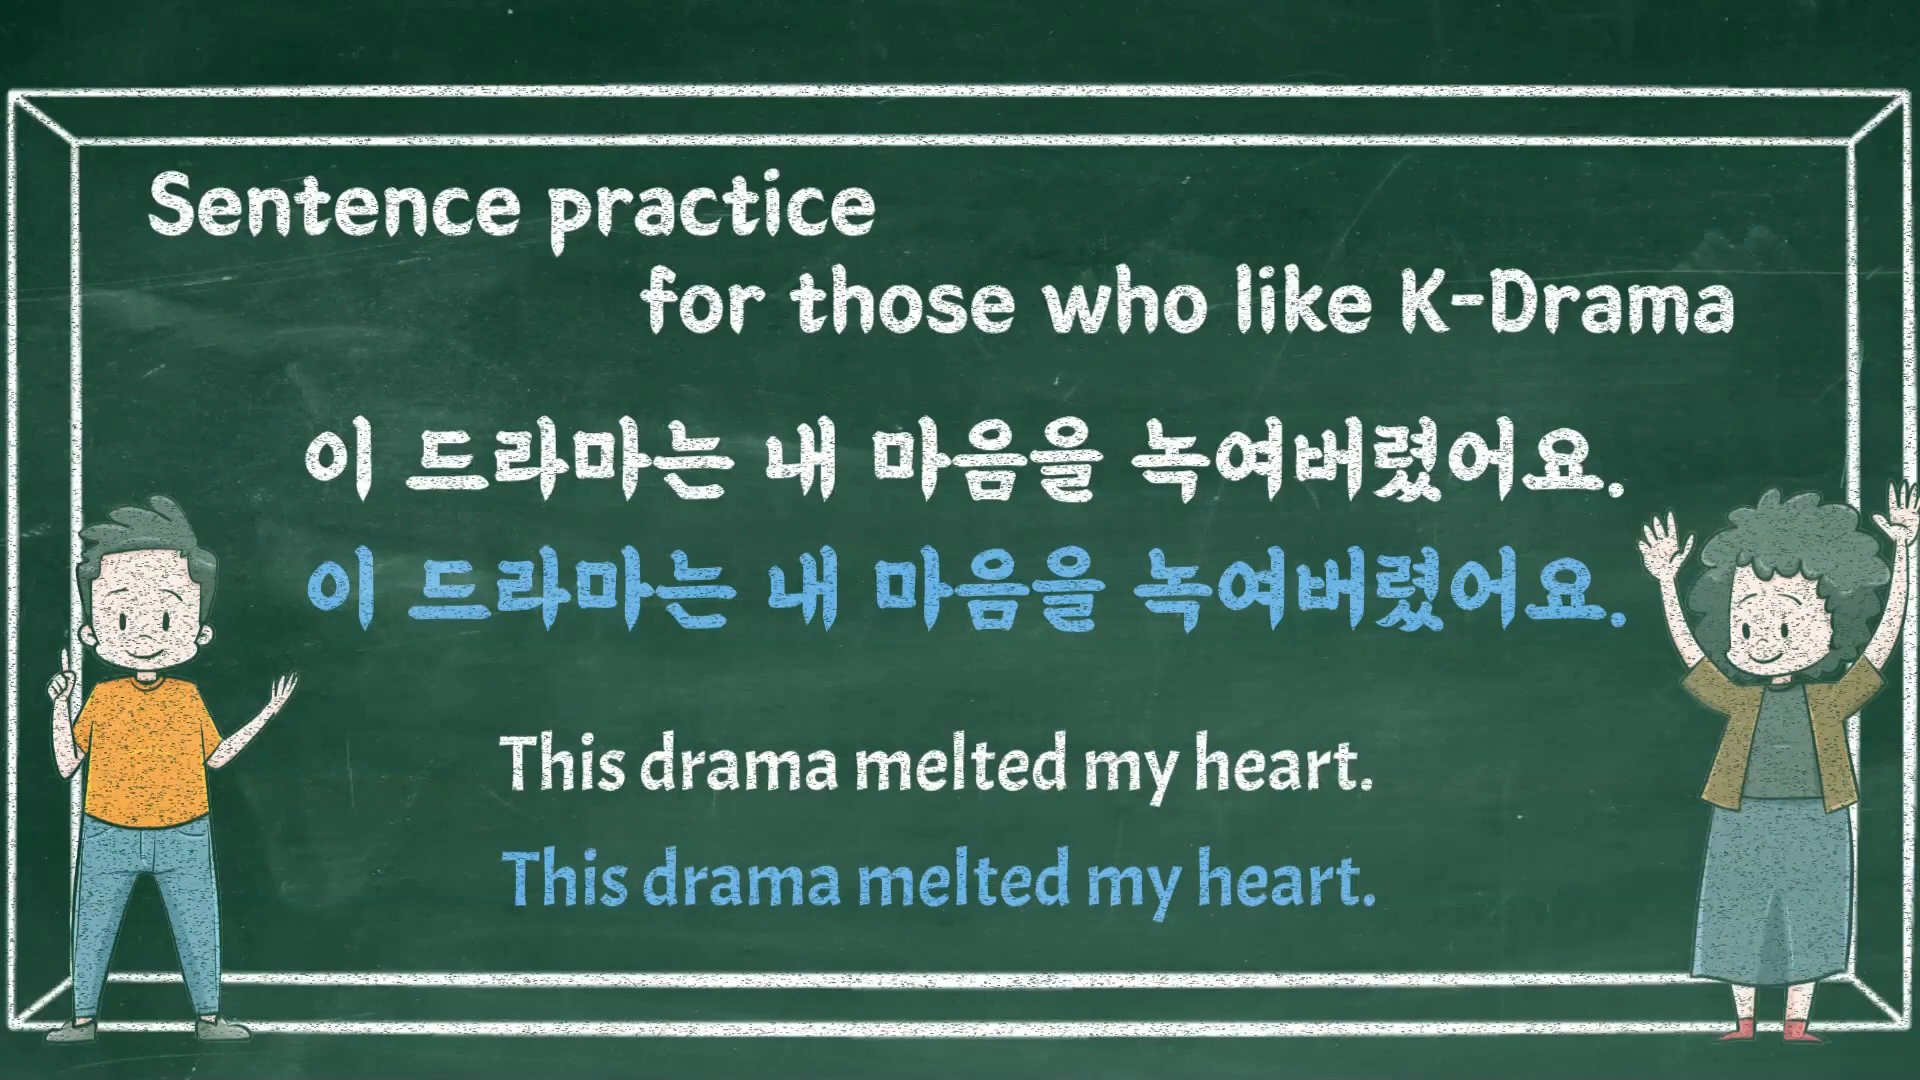 Sentence practice
for those who like K-Drama
이 드라마는 내 마음을 녹여버렸어요.
이 드라마는 내 마음을 녹여버렸어요.
This drama melted my heart.
This drama melted my heart.